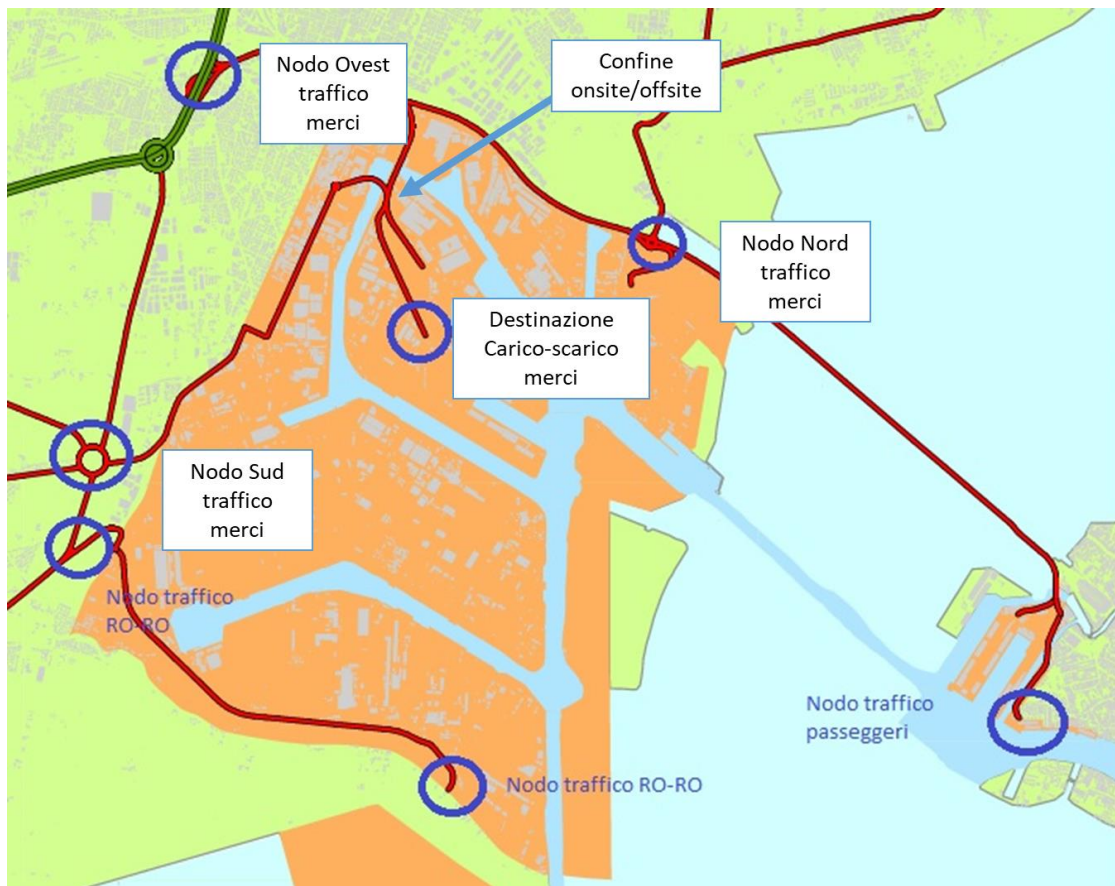 Nodo Ovest
traffico
merci
Confine
onsite/offsite
Nodo Nord
traffico
merci
Destinazione
Carico-scarico
merci
Nodo Sud
traffico
merci
Nodo traffico
RO-RO
Nodo traffico
passeggeri
Nodo traffico RO-RO